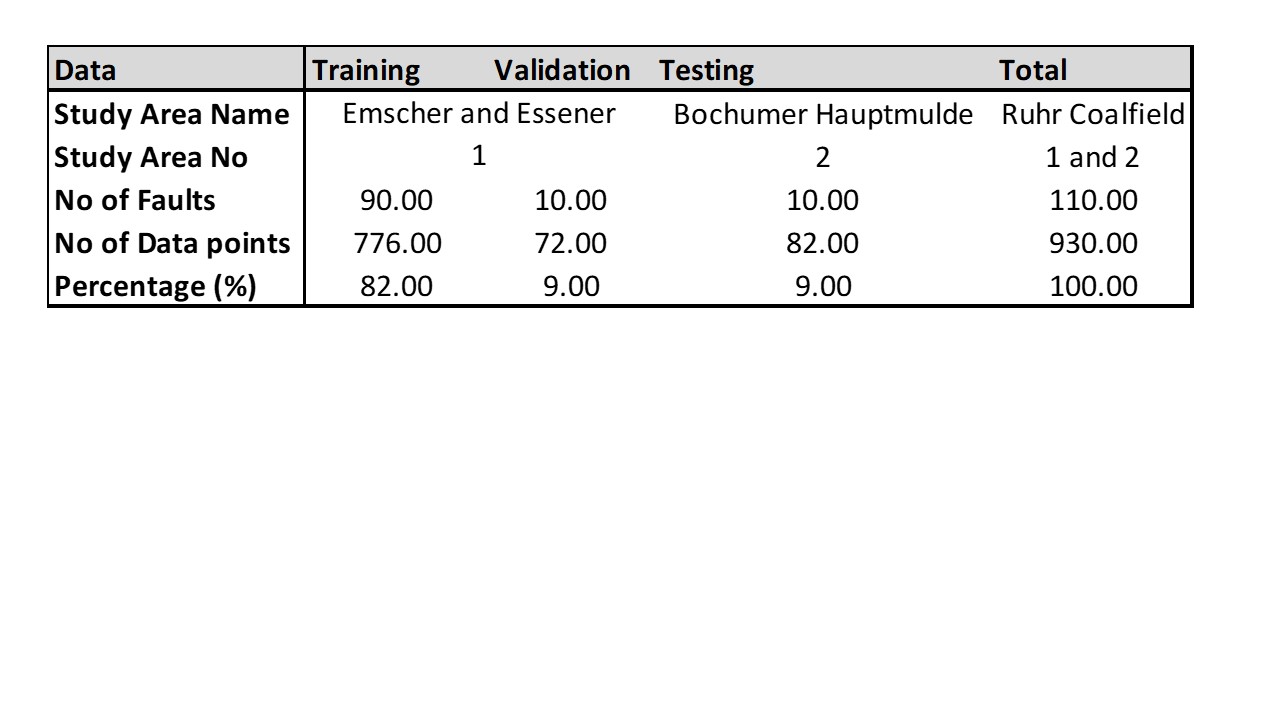 Data Training Validation Testing Total
Study Area Name Emscher and Essener Bochumer Hauptmulde Ruhr Coalfield
Study Area No 1 2 1 and 2
No of Faults 90.00 10.00 10.00 110.00
No of Data points 776.00 72.00 82.00 930.00
Percentage (%) 82.00 9.00 9.00 100.00